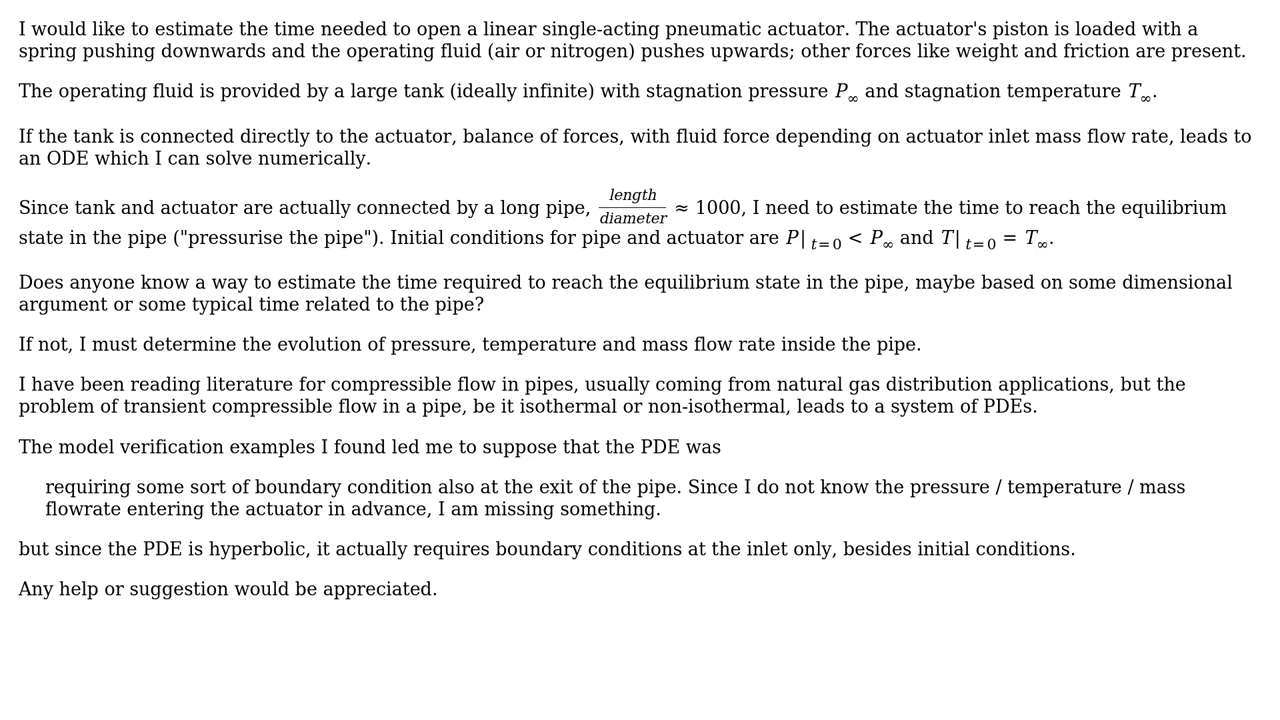 I would like to estimate the time needed to open a linear single-acting pneumatic actuator. The actuator's piston is loaded with a
spring pushing downwards and the operating fluid (air or nitrogen) pushes upwards; other forces like weight and friction are present.
The operating fluid is provided by a large tank (ideally infinite) with stagnation pressure P∞ and stagnation temperature T∞.
If the tank is connected directly to the actuator, balance of forces, with fluid force depending on actuator inlet mass flow rate, leads to
an ODE which I can solve numerically.
Since tank and actuator are actually connected by a long pipe, length/diameter ≈ 1000, I need to estimate the time to reach the equilibrium
state in the pipe ("pressurise the pipe"). Initial conditions for pipe and actuator are P| t=0 < P∞ and T| t=0 = T∞.
Does anyone know a way to estimate the time required to reach the equilibrium state in the pipe, maybe based on some dimensional
argument or some typical time related to the pipe?
If not, I must determine the evolution of pressure, temperature and mass flow rate inside the pipe.
I have been reading literature for compressible flow in pipes, usually coming from natural gas distribution applications, but the
problem of transient compressible flow in a pipe, be it isothermal or non-isothermal, leads to a system of PDEs.
The model verification examples I found led me to suppose that the PDE was
requiring some sort of boundary condition also at the exit of the pipe. Since I do not know the pressure / temperature / mass
flowrate entering the actuator in advance, I am missing something.
but since the PDE is hyperbolic, it actually requires boundary conditions at the inlet only, besides initial conditions.
Any help or suggestion would be appreciated.